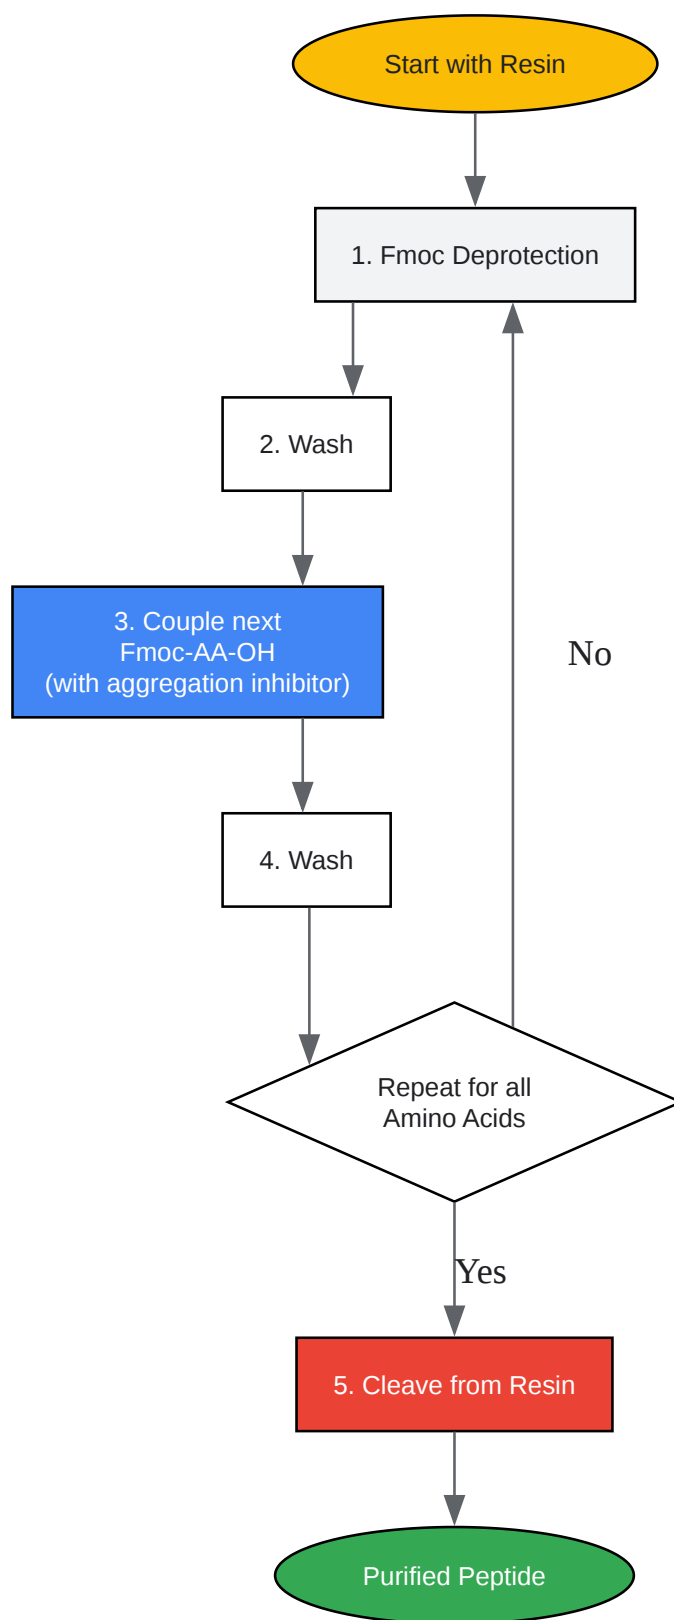 Start with Resin
1. Fmoc Deprotection
2. Wash
3. Couple next
Fmoc-AA-OH
(with aggregation inhibitor)
No
4. Wash
Repeat for all
Amino Acids
Yes
5. Cleave from Resin
Purified Peptide